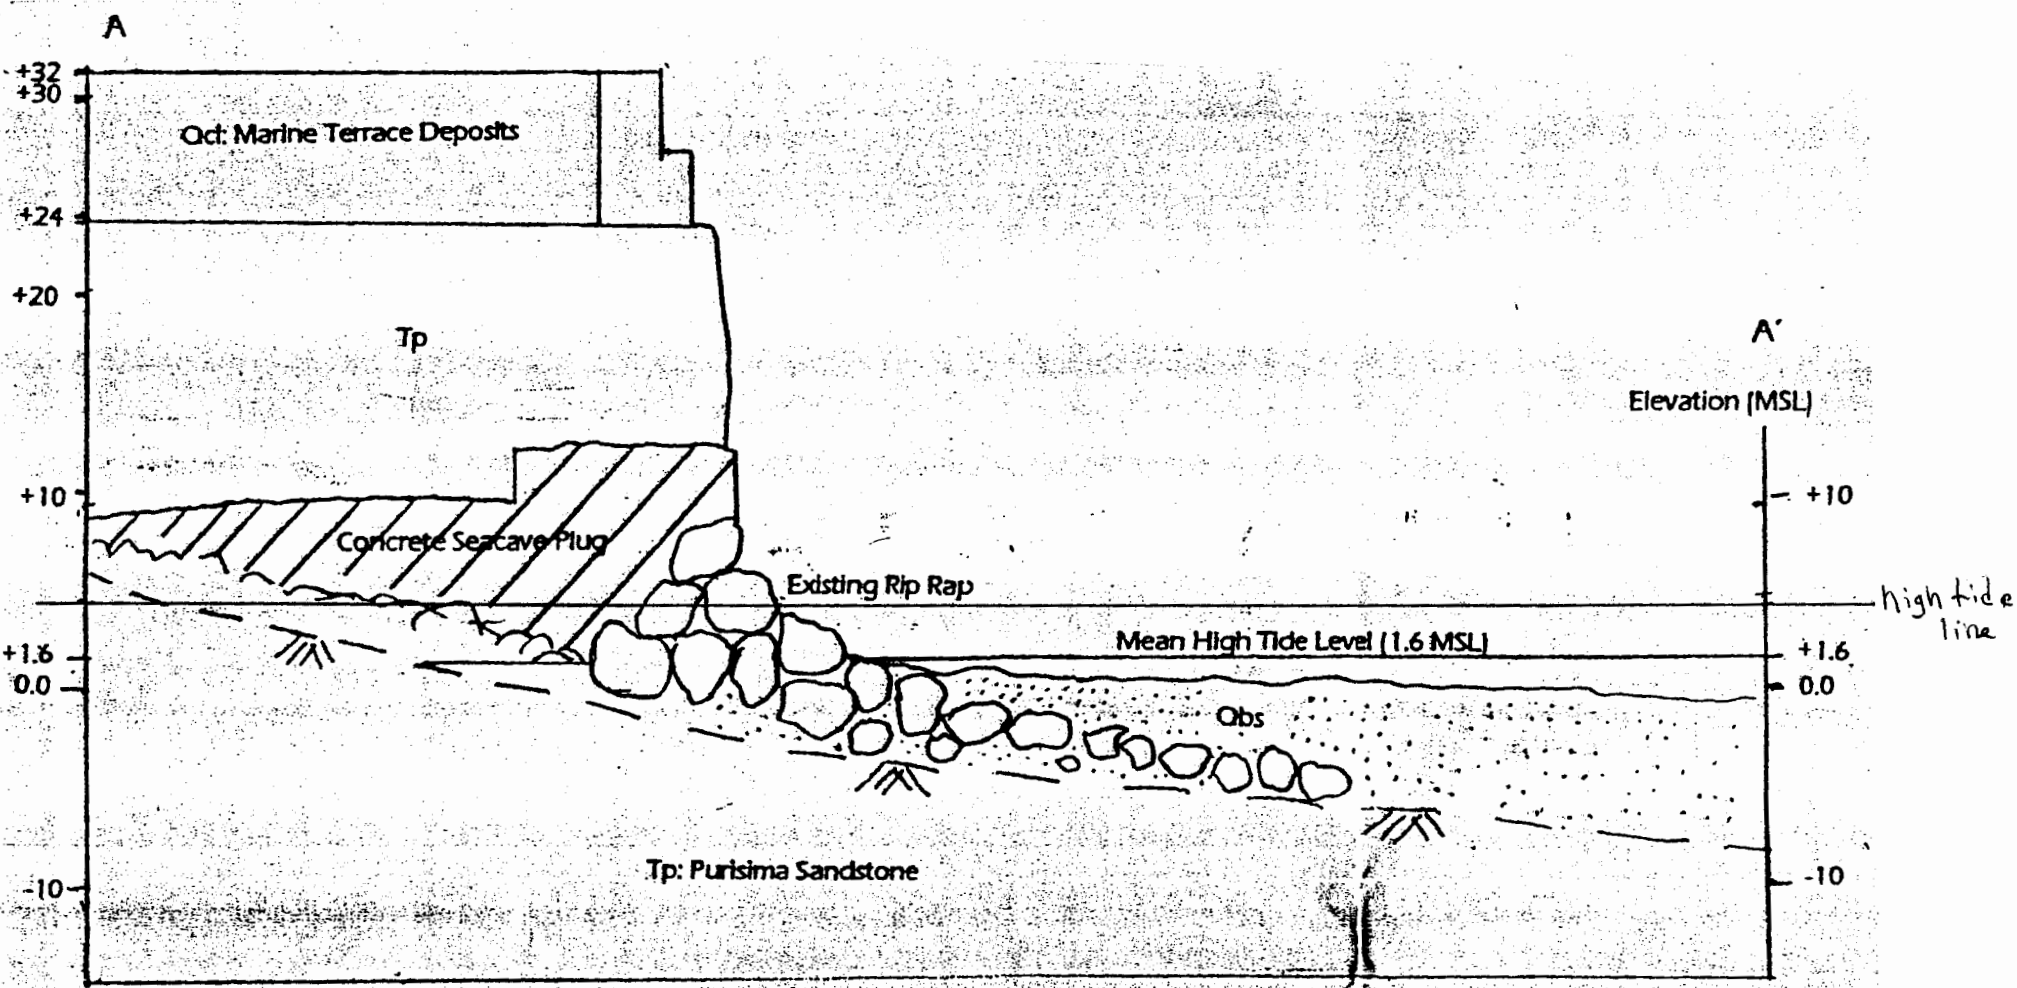 A
+32
+30
Qcl: Marine Terrace Deposits
+24
+20
Tp
A'
Elevation (MSL)
+10
+10
Concrete Seacave Plug
Existing Rip Rap
high tide
line
Mean High Tide Level (1.6 MSL)
+1.6
+1.6
0.0
0.0
Qbs
Tp: Purisima Sandstone
-10
-10